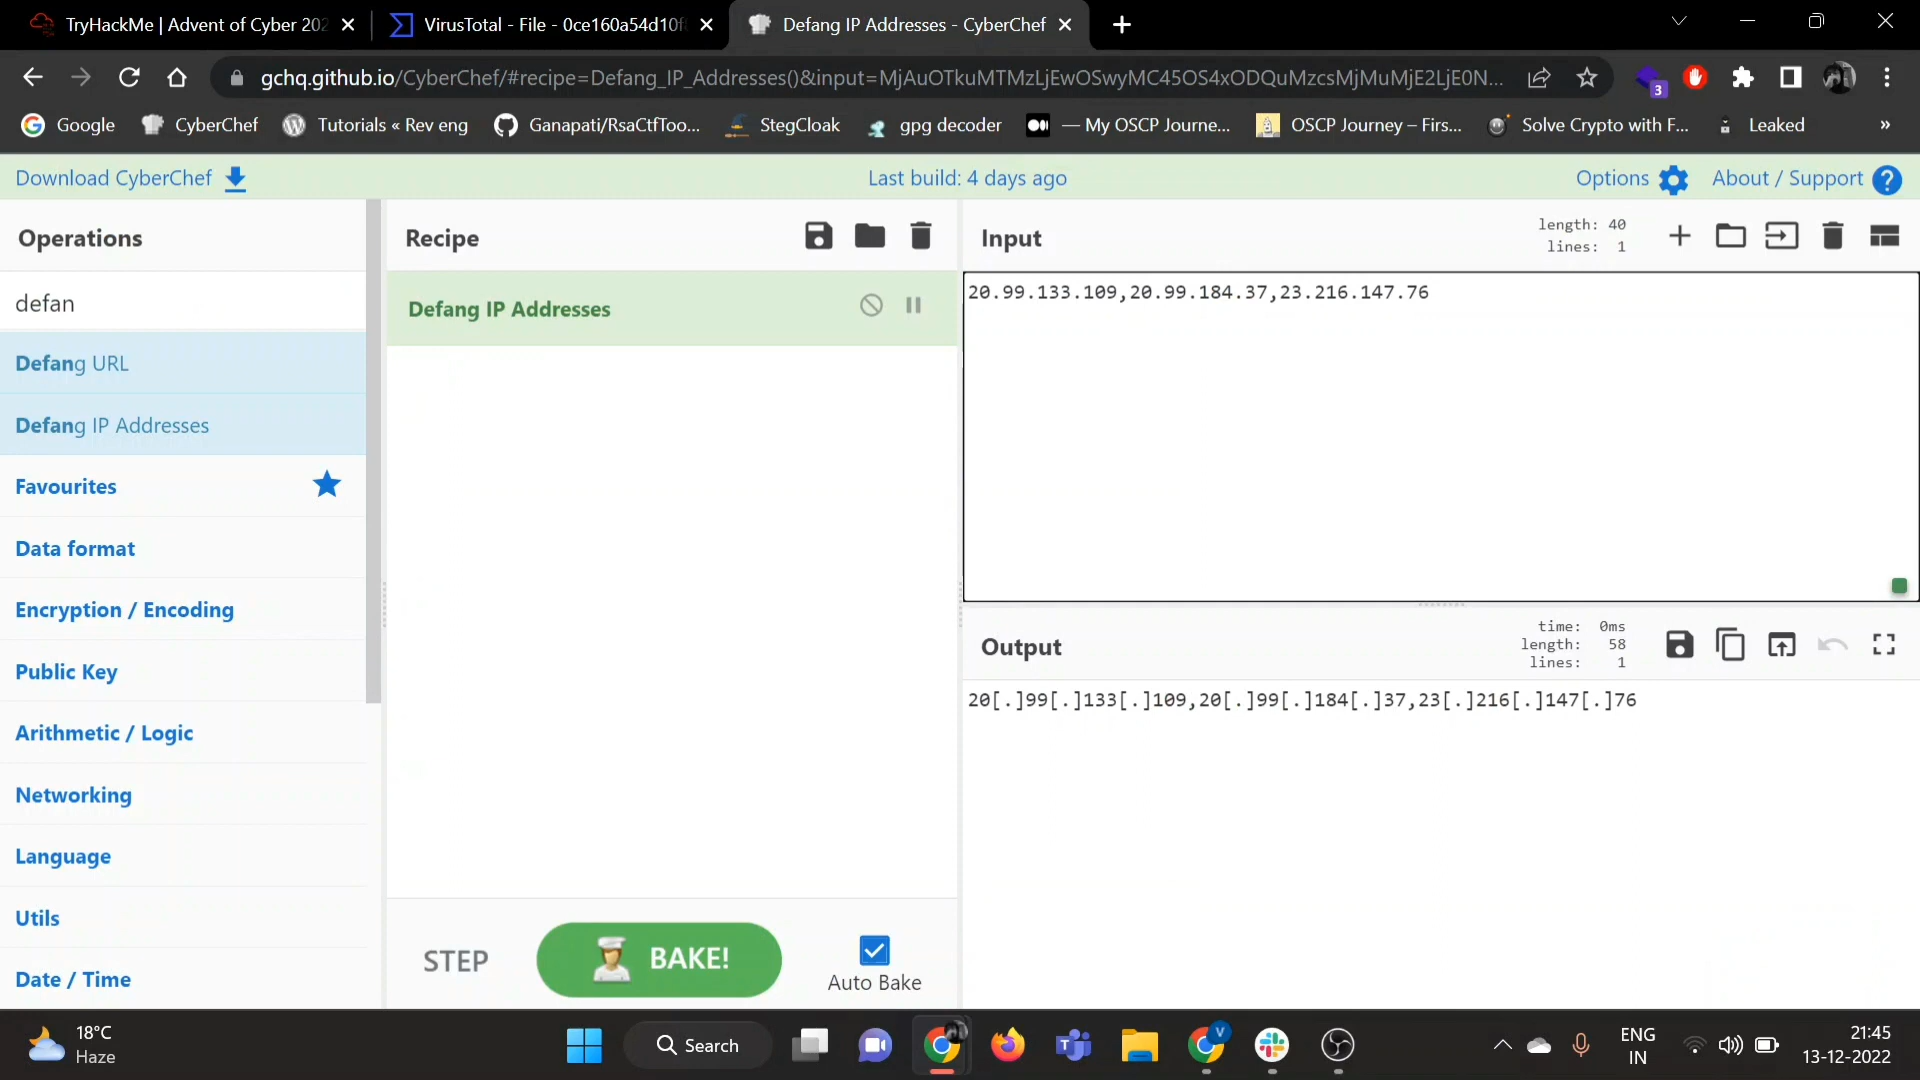 TryHackMe | Advent of Cyber 202
VirusTotal - File - 0ce160a54d10f
Defang IP Addresses - CyberChef
gchq.github.io/CyberChef/#recipe=Defang_IP_Addresses()&input=MjAuOTkuMTMzLjEwOSwyMC45OS4xODQuMzcsMjMuMjE2LjE0N...
3
Google
CyberChef
Tutorials « Rev eng
Ganapati/RsaCtfToo...
StegCloak
gpg decoder
— My OSCP Journe...
OSCP Journey – Firs...
Solve Crypto with F...
Leaked
»
Download CyberChef
Last build: 4 days ago
Options
About / Support
Operations
Recipe
Input
length: 40
lines: 1
defan
Defang URL
Defang IP Addresses
Favourites
Data format
Encryption / Encoding
Public Key
Arithmetic / Logic
Networking
Language
Utils
Date / Time
Defang IP Addresses
STEP
BAKE!
Auto Bake
20.99.133.109,20.99.184.37,23.216.147.76
Output
time: 0ms
length: 58
lines: 1
20[.]99[.]133[.]109,20[.]99[.]184[.]37,23[.]216[.]147[.]76
18°C
Haze
Search
V
ENG
IN
21:45
13-12-2022